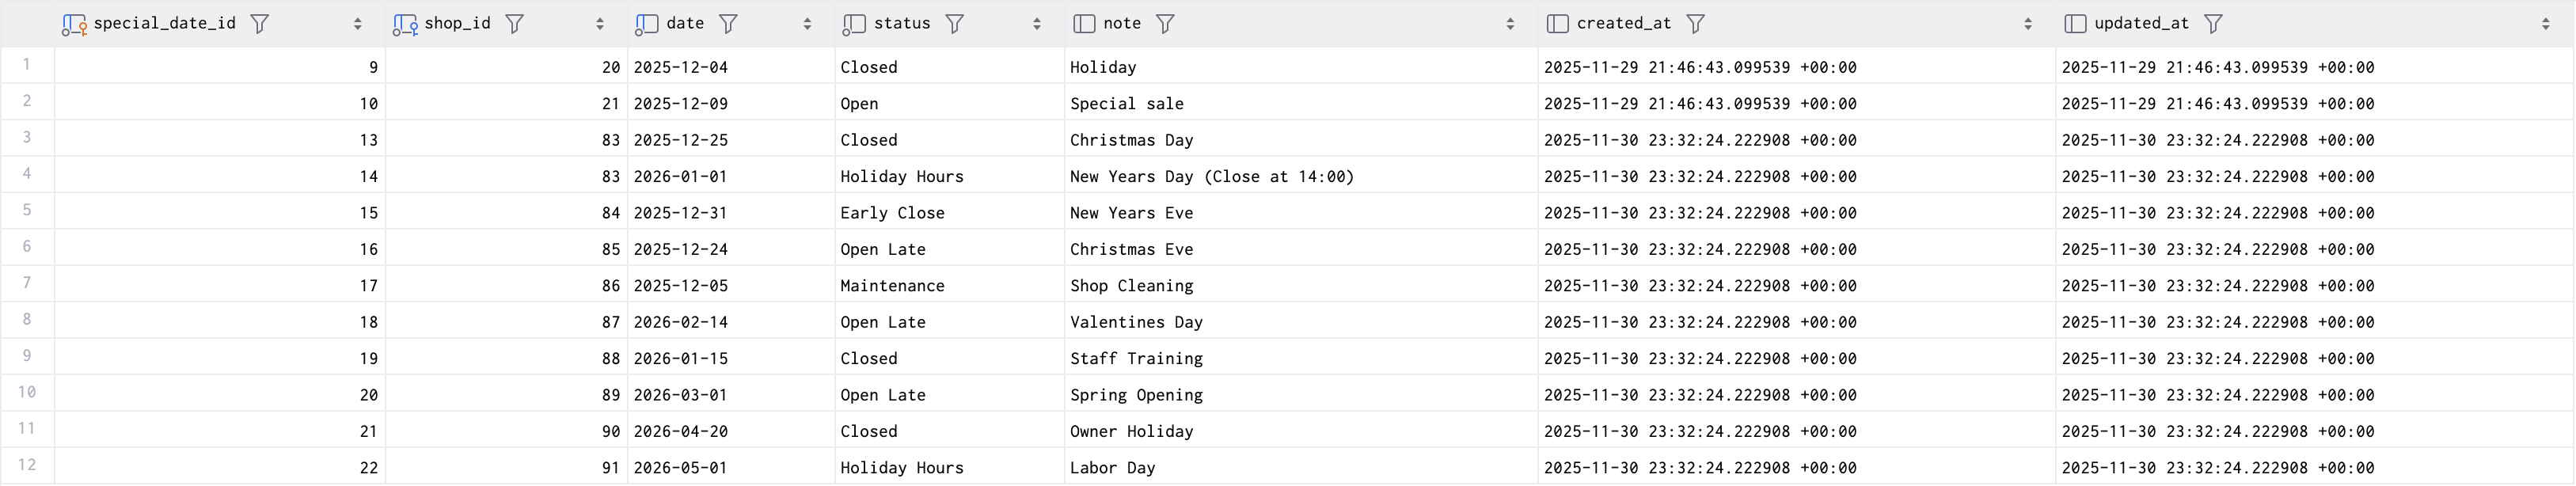 special_date_id shop_id date status note created_at updated_at
1 9 20 2025-12-04 Closed Holiday 2025-11-29 21:46:43.099539 +00:00 2025-11-29 21:46:43.099539 +00:00
2 10 21 2025-12-09 Open Special sale 2025-11-29 21:46:43.099539 +00:00 2025-11-29 21:46:43.099539 +00:00
3 13 83 2025-12-25 Closed Christmas Day 2025-11-30 23:32:24.222908 +00:00 2025-11-30 23:32:24.222908 +00:00
4 14 83 2026-01-01 Holiday Hours New Years Day (Close at 14:00) 2025-11-30 23:32:24.222908 +00:00 2025-11-30 23:32:24.222908 +00:00
5 15 84 2025-12-31 Early Close New Years Eve 2025-11-30 23:32:24.222908 +00:00 2025-11-30 23:32:24.222908 +00:00
6 16 85 2025-12-24 Open Late Christmas Eve 2025-11-30 23:32:24.222908 +00:00 2025-11-30 23:32:24.222908 +00:00
7 17 86 2025-12-05 Maintenance Shop Cleaning 2025-11-30 23:32:24.222908 +00:00 2025-11-30 23:32:24.222908 +00:00
8 18 87 2026-02-14 Open Late Valentines Day 2025-11-30 23:32:24.222908 +00:00 2025-11-30 23:32:24.222908 +00:00
9 19 88 2026-01-15 Closed Staff Training 2025-11-30 23:32:24.222908 +00:00 2025-11-30 23:32:24.222908 +00:00
10 20 89 2026-03-01 Open Late Spring Opening 2025-11-30 23:32:24.222908 +00:00 2025-11-30 23:32:24.222908 +00:00
11 21 90 2026-04-20 Closed Owner Holiday 2025-11-30 23:32:24.222908 +00:00 2025-11-30 23:32:24.222908 +00:00
12 22 91 2026-05-01 Holiday Hours Labor Day 2025-11-30 23:32:24.222908 +00:00 2025-11-30 23:32:24.222908 +00:00